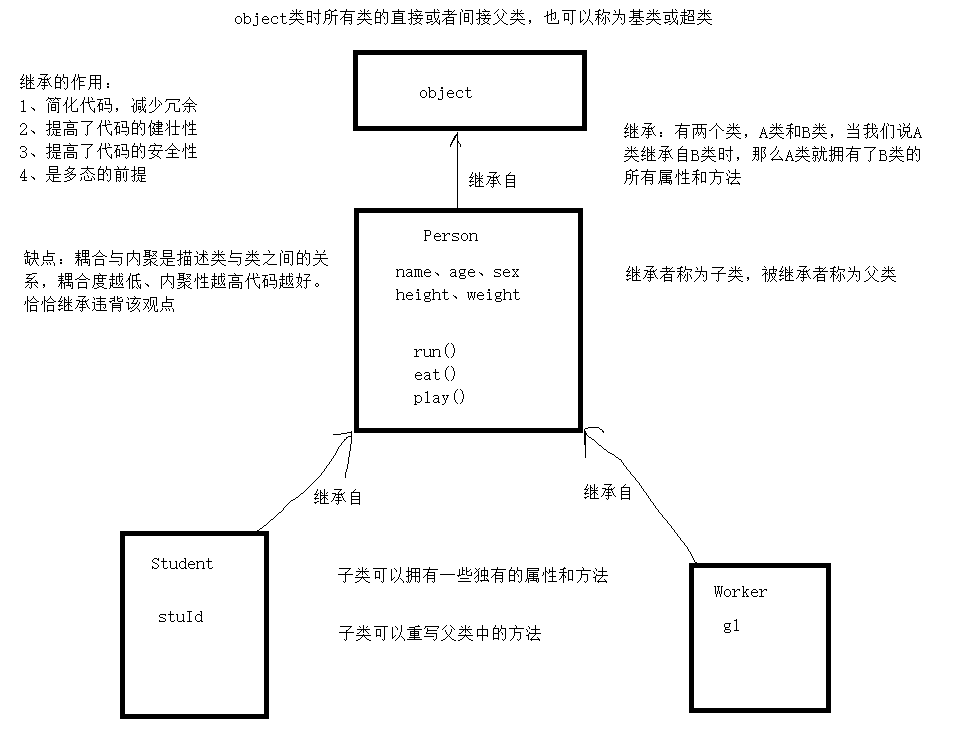 object类时所有类的直接或者间接父类，也可以称为基类或超类
object
继承的作用：
1、简化代码，减少冗余
2、提高了代码的健壮性
3、提高了代码的安全性
4、是多态的前提
继承：有两个类，A类和B类，当我们说A
类继承自B类时，那么A类就拥有了B类的
所有属性和方法
继承自
Person
name、age、sex
height、weight
run()
eat()
play()
缺点：耦合与内聚是描述类与类之间的关
系，耦合度越低、内聚性越高代码越好。
恰恰继承违背该观点
继承者称为子类，被继承者称为父类
继承自
继承自
Student
stuId
子类可以拥有一些独有的属性和方法
子类可以重写父类中的方法
Worker
gl